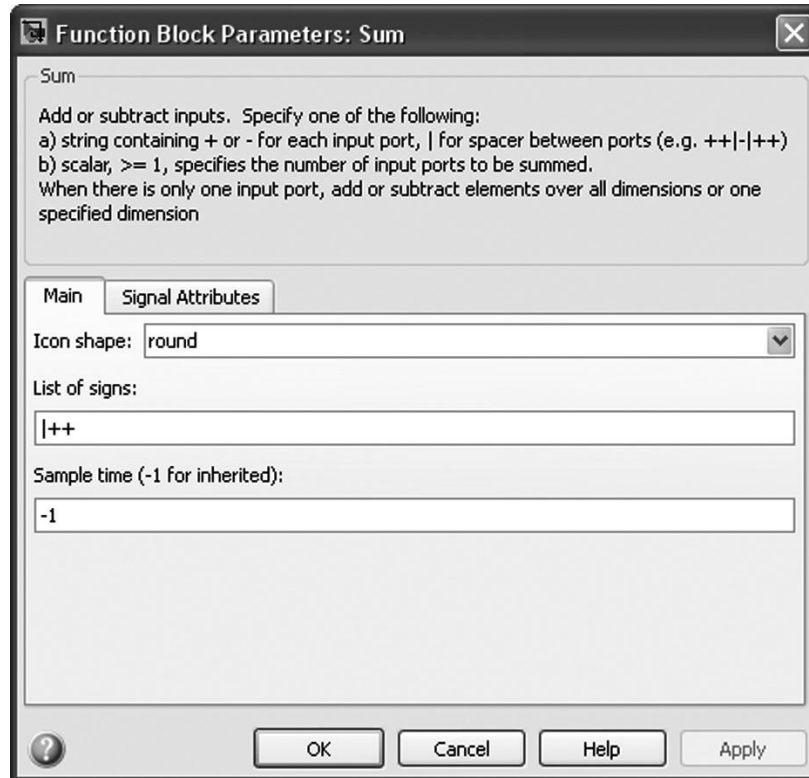 Function Block Parameters: Sum
Sum
Add or subtract inputs. Specify one of the following:
a) string containing + or - for each input port, | for spacer between ports (e.g. ++|-|++)
b) scalar, >= 1, specifies the number of input ports to be summed.
When there is only one input port, add or subtract elements over all dimensions or one
specified dimension
Main Signal Attributes
Icon shape: round
List of signs:
|++
Sample time (-1 for inherited):
-1
? OK Cancel Help Apply